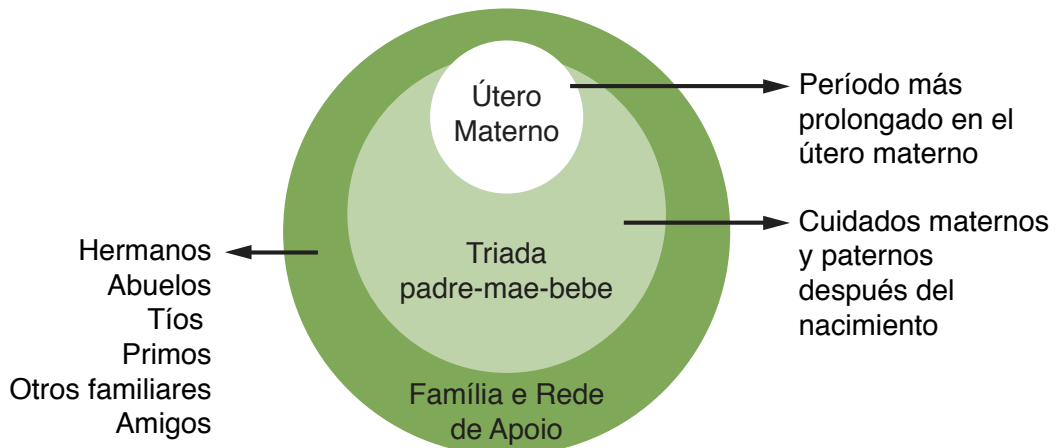 Útero
Materno
Período más
prolongado en el
útero materno
Cuidados maternos
y paternos
después del
nacimiento
Triada
padre-mae-bebe
Hermanos
Abuelos
Tíos
Primos
Otros familiares
Amigos
Família e Rede
de Apoio